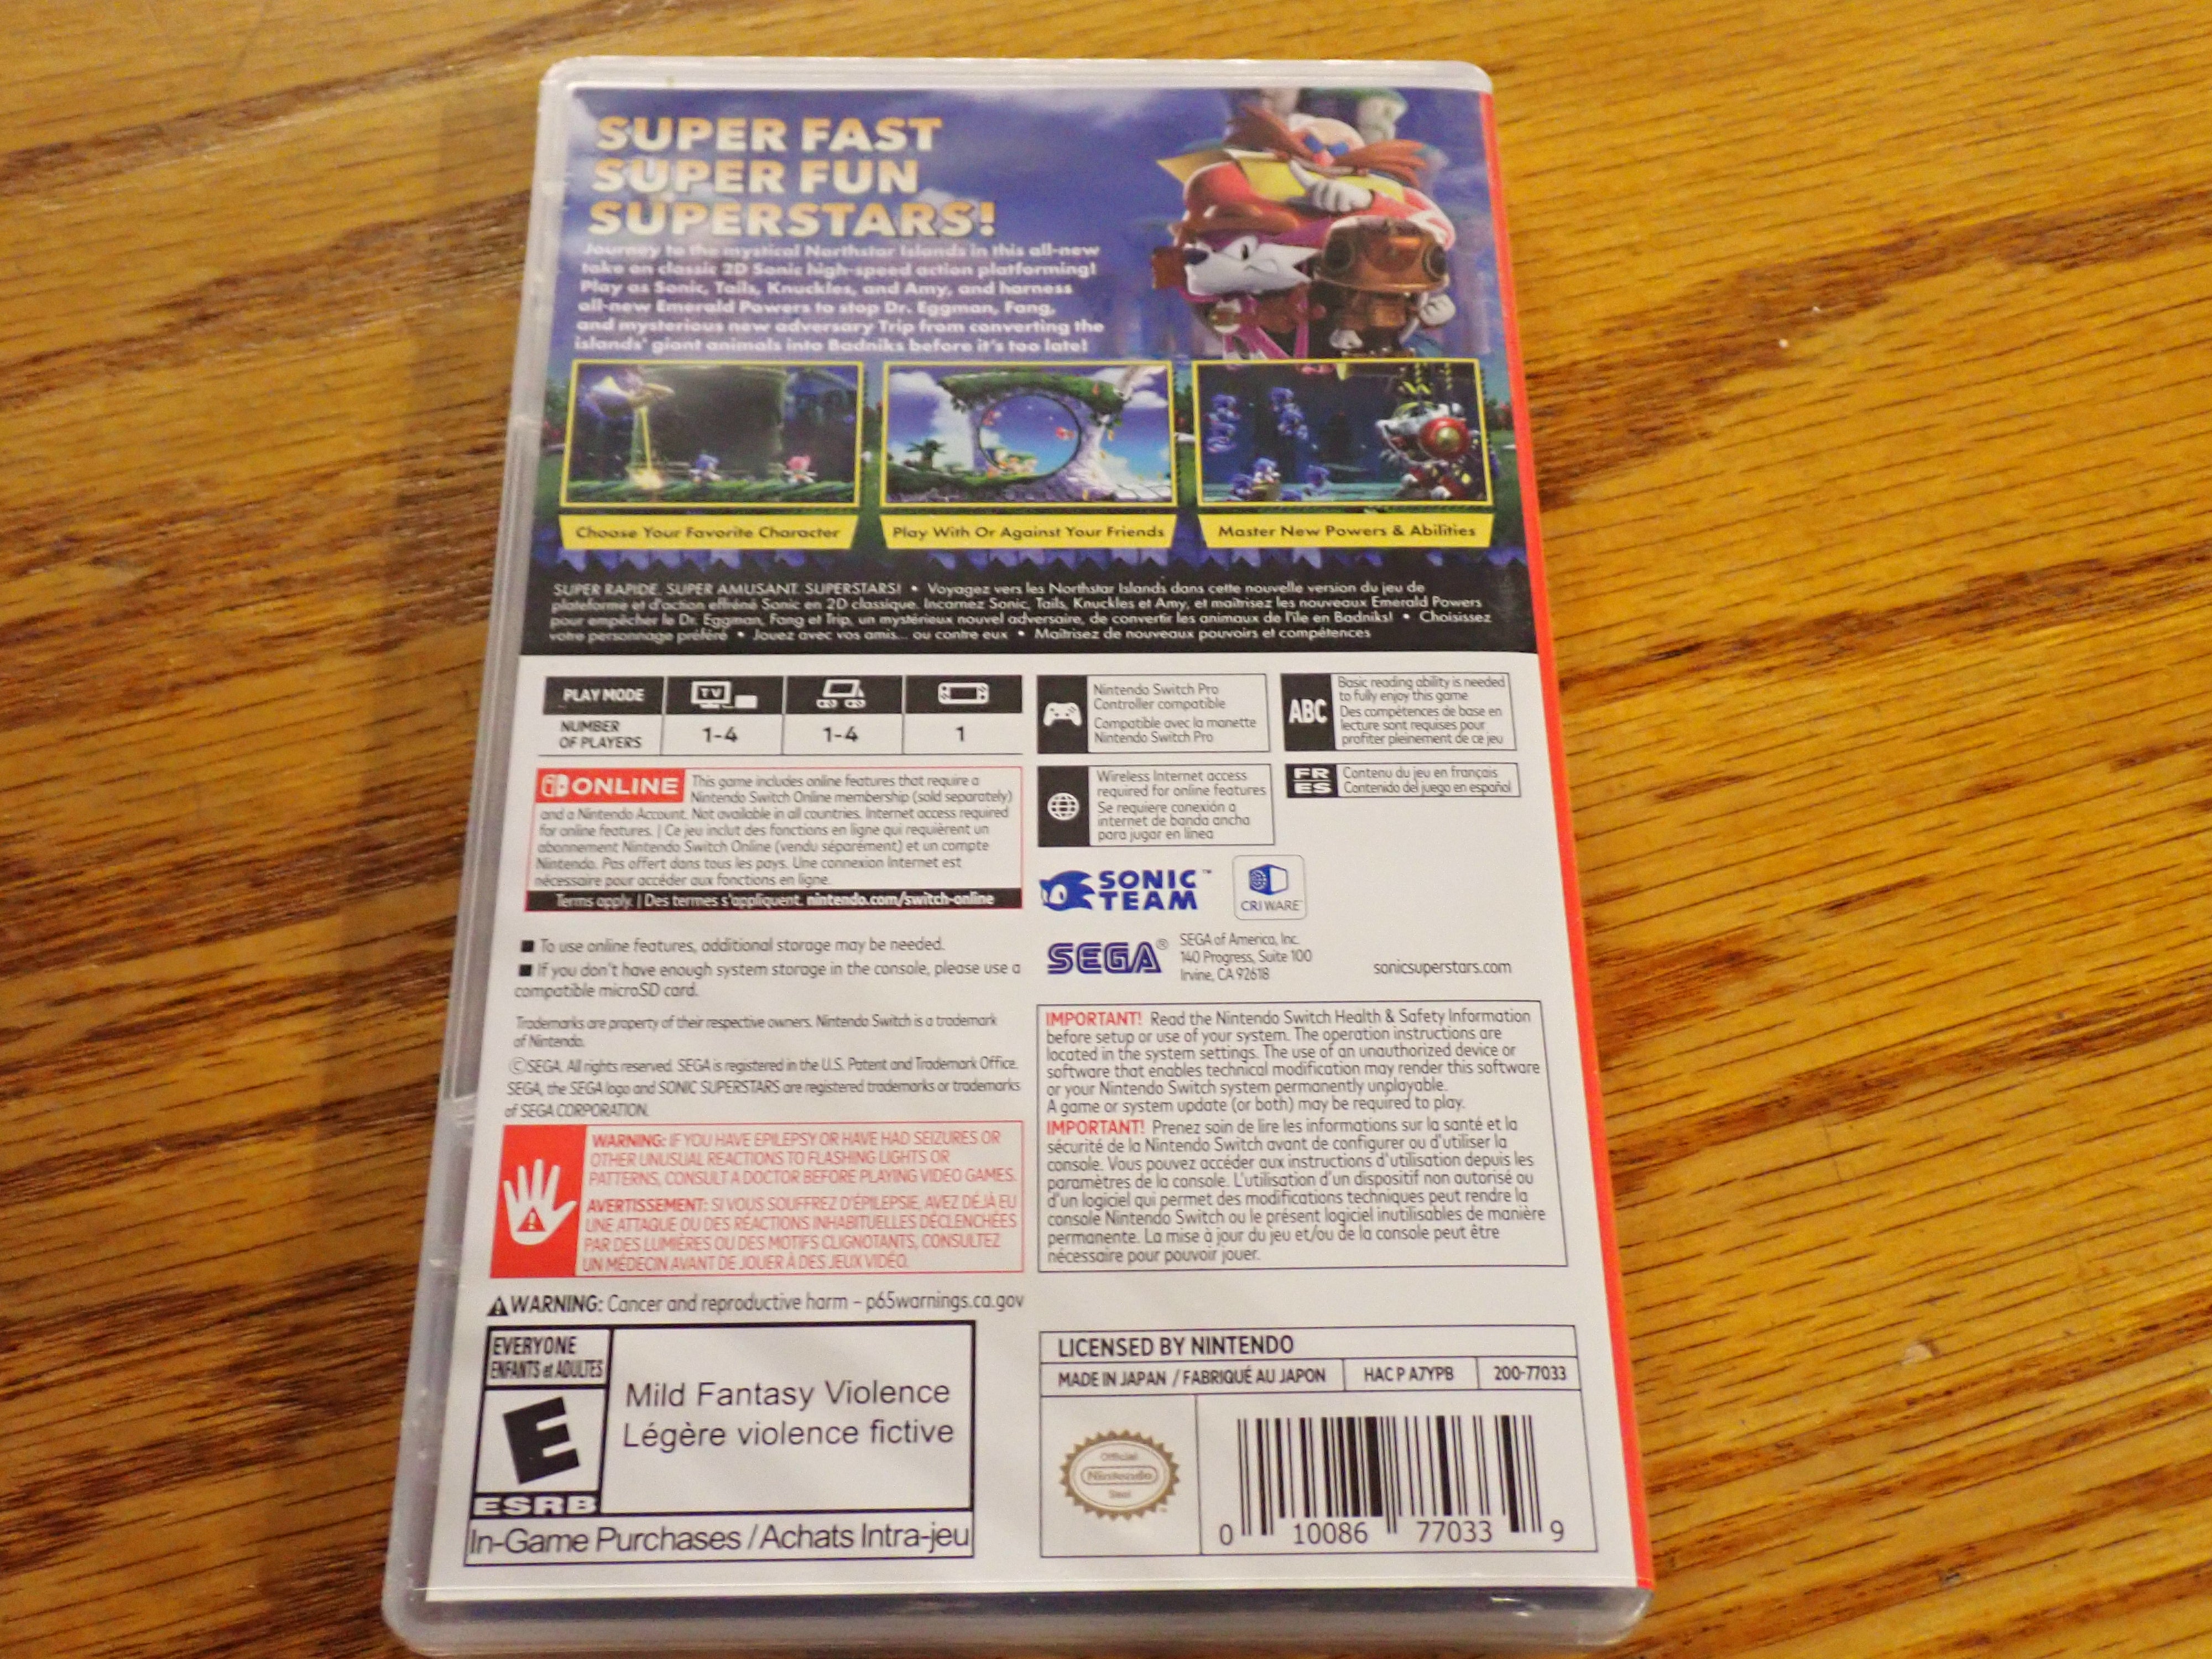 SUPER FAST
SUPER FUN
SUPERSTARS!
Journey to the mystical Northstar Islands in this all-new
take on classic 2D Sonic high-speed action platforming!
Play as Sonic, Tails, Knuckles, and Amy, and harness
all-new Emerald Powers to stop Dr. Eggman, Fang,
and mysterious new adversary Trip from converting the
islands' giant animals into Badniks before it's too late!
Choose Your Favorite Character
Play With Or Against Your Friends
Master New Powers & Abilities
SUPER RAPIDE. SUPER AMUSANT. SUPERSTARS! • Voyagez vers les Northstar Islands dans cette nouvelle version du jeu de
plateforme et d'action effréné Sonic en 2D classique. Incarnez Sonic, Tails, Knuckles et Amy, et maîtrisez les nouveaux Emerald Powers
pour empêcher le Dr. Eggman, Fang et Trip, un mystérieux nouvel adversaire, de convertir les animaux de l'île en Badniks! • Choisissez
votre personnage préféré • Jouez avec vos amis... ou contre eux • Maîtrisez de nouveaux pouvoirs et compétences
PLAY MODE
TV
NUMBER
OF PLAYERS
1-4
1-4
1
Nintendo Switch Pro
Controller compatible
Compatible avec la manette
Nintendo Switch Pro
ABC
Basic reading ability is needed
to fully enjoy this game
Des compétences de base en
lecture sont requises pour
profiter pleinement de ce jeu
ONLINE
This game includes online features that require a
Nintendo Switch Online membership (sold separately)
and a Nintendo Account. Not available in all countries. Internet access required
for online features. | Ce jeu inclut des fonctions en ligne qui requièrent un
abonnement Nintendo Switch Online (vendu séparément) et un compte
Nintendo. Pas offert dans tous les pays. Une connexion Internet est
nécessaire pour accéder aux fonctions en ligne.
Terms apply. | Des termes s'appliquent. nintendo.com/switch-online
Wireless Internet access
required for online features
Se requiere conexión a
internet de banda ancha
para jugar en línea
FR
ES
Contenu du jeu en français
Contenido del juego en español
SONIC TEAM™
CRIWARE
SEGA®
SEGA of America, Inc.
140 Progress, Suite 100
Irvine, CA 92618
sonicsuperstars.com
■ To use online features, additional storage may be needed.
■ If you don't have enough system storage in the console, please use a
compatible microSD card.
Trademarks are property of their respective owners. Nintendo Switch is a trademark
of Nintendo.
©SEGA. All rights reserved. SEGA is registered in the U.S. Patent and Trademark Office.
SEGA, the SEGA logo and SONIC SUPERSTARS are registered trademarks or trademarks
of SEGA CORPORATION.
WARNING: IF YOU HAVE EPILEPSY OR HAVE HAD SEIZURES OR
OTHER UNUSUAL REACTIONS TO FLASHING LIGHTS OR
PATTERNS, CONSULT A DOCTOR BEFORE PLAYING VIDEO GAMES.
AVERTISSEMENT: SI VOUS SOUFFREZ D'ÉPILEPSIE, AVEZ DÉJÀ EU
UNE ATTAQUE OU DES RÉACTIONS INHABITUELLES DÉCLENCHÉES
PAR DES LUMIÈRES OU DES MOTIFS CLIGNOTANTS, CONSULTEZ
UN MÉDECIN AVANT DE JOUER À DES JEUX VIDÉO.
IMPORTANT! Read the Nintendo Switch Health & Safety Information
before setup or use of your system. The operation instructions are
located in the system settings. The use of an unauthorized device or
software that enables technical modification may render this software
or your Nintendo Switch system permanently unplayable.
A game or system update (or both) may be required to play.
IMPORTANT! Prenez soin de lire les informations sur la santé et la
sécurité de la Nintendo Switch avant de configurer ou d'utiliser la
console. Vous pouvez accéder aux instructions d'utilisation depuis les
paramètres de la console. L'utilisation d'un dispositif non autorisé ou
d'un logiciel qui permet des modifications techniques peut rendre la
console Nintendo Switch ou le présent logiciel inutilisables de manière
permanente. La mise à jour du jeu et/ou de la console peut être
nécessaire pour pouvoir jouer.
WARNING: Cancer and reproductive harm – p65warnings.ca.gov
EVERYONE
ENFANTS et ADULTES
E
ESRB
Mild Fantasy Violence
Légère violence fictive
In-Game Purchases / Achats Intra-jeu
LICENSED BY NINTENDO
MADE IN JAPAN / FABRIQUÉ AU JAPON
HAC P A7YPB
200-77033
Official
Nintendo
Seal
0 10086 77033 9